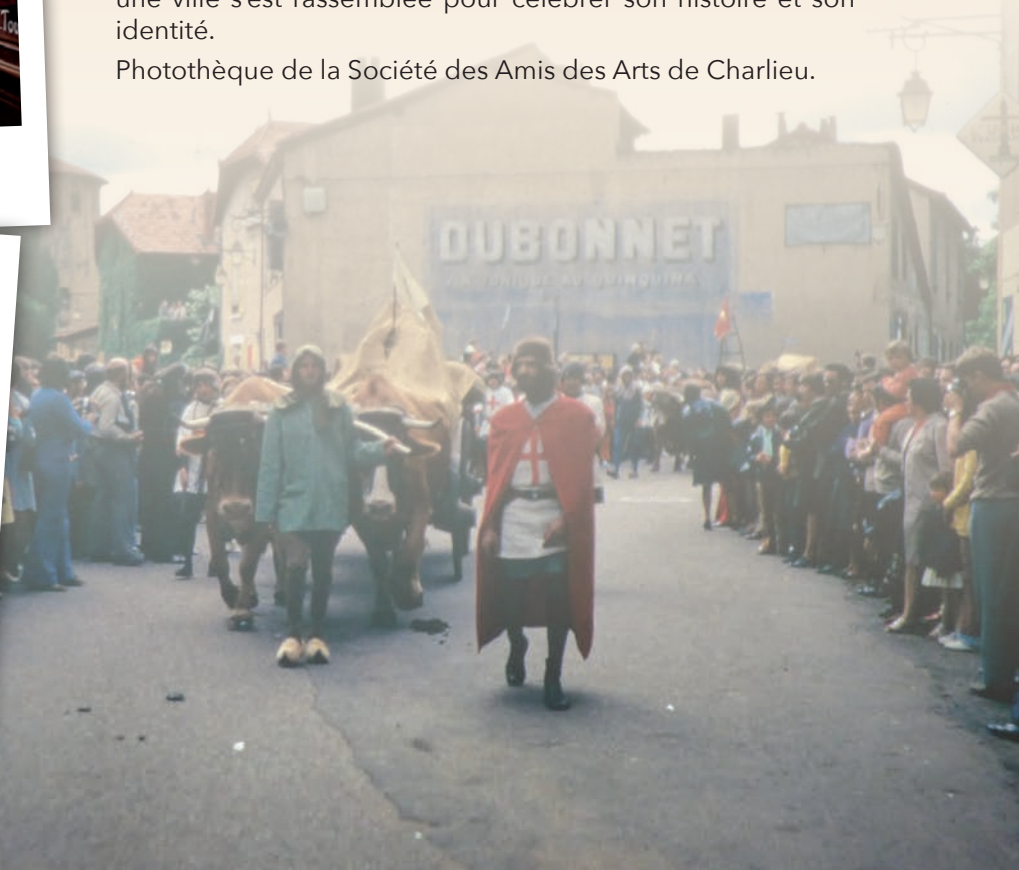 une ville s'est rassemblée pour célébrer son histoire et son
identité.
Photothèque de la Société des Amis des Arts de Charlieu.
DUBONNET
VIN TONIQUE AU QUINQUINA